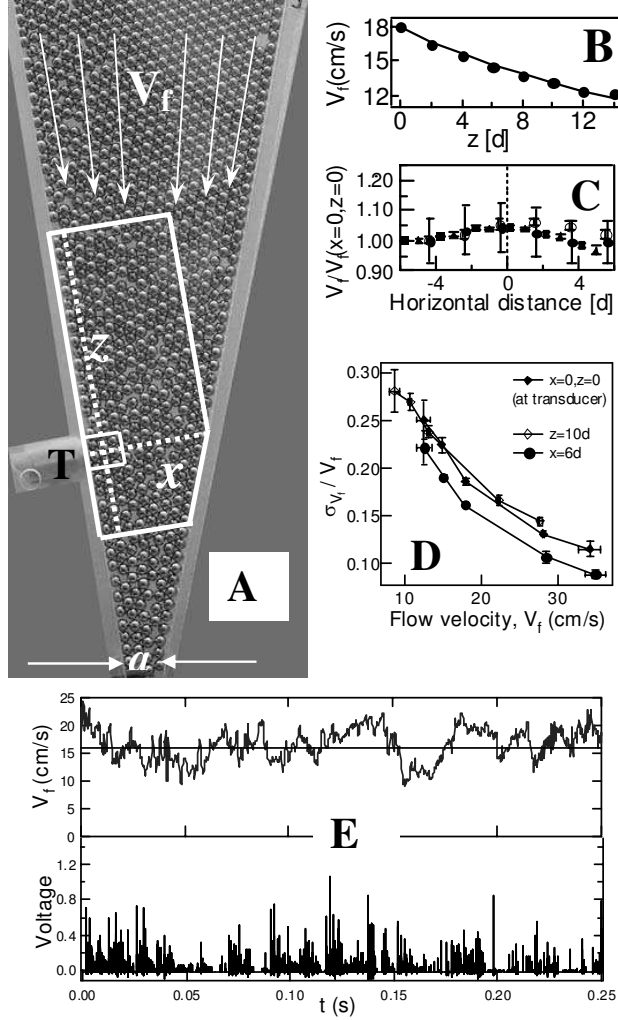 V_f
z
T
x
A
a
V_f(cm/s)
18
15
12
B
0 4 8 12
z [d]
V_f/V_f(x=0,z=0)
1.20
1.10
1.00
0.90
C
-4 0 4
Horizontal distance [d]
σ_{V_f} / V_f
0.30
0.25
0.20
0.15
0.10
x=0,z=0
(at transducer)
z=10d
x=6d
D
10 20 30
Flow velocity, V_f (cm/s)
V_f (cm/s)
25
20
15
10
5
0
E
Voltage
1.2
0.8
0.4
0.0
0.00 0.05 0.10 0.15 0.20 0.25
t (s)